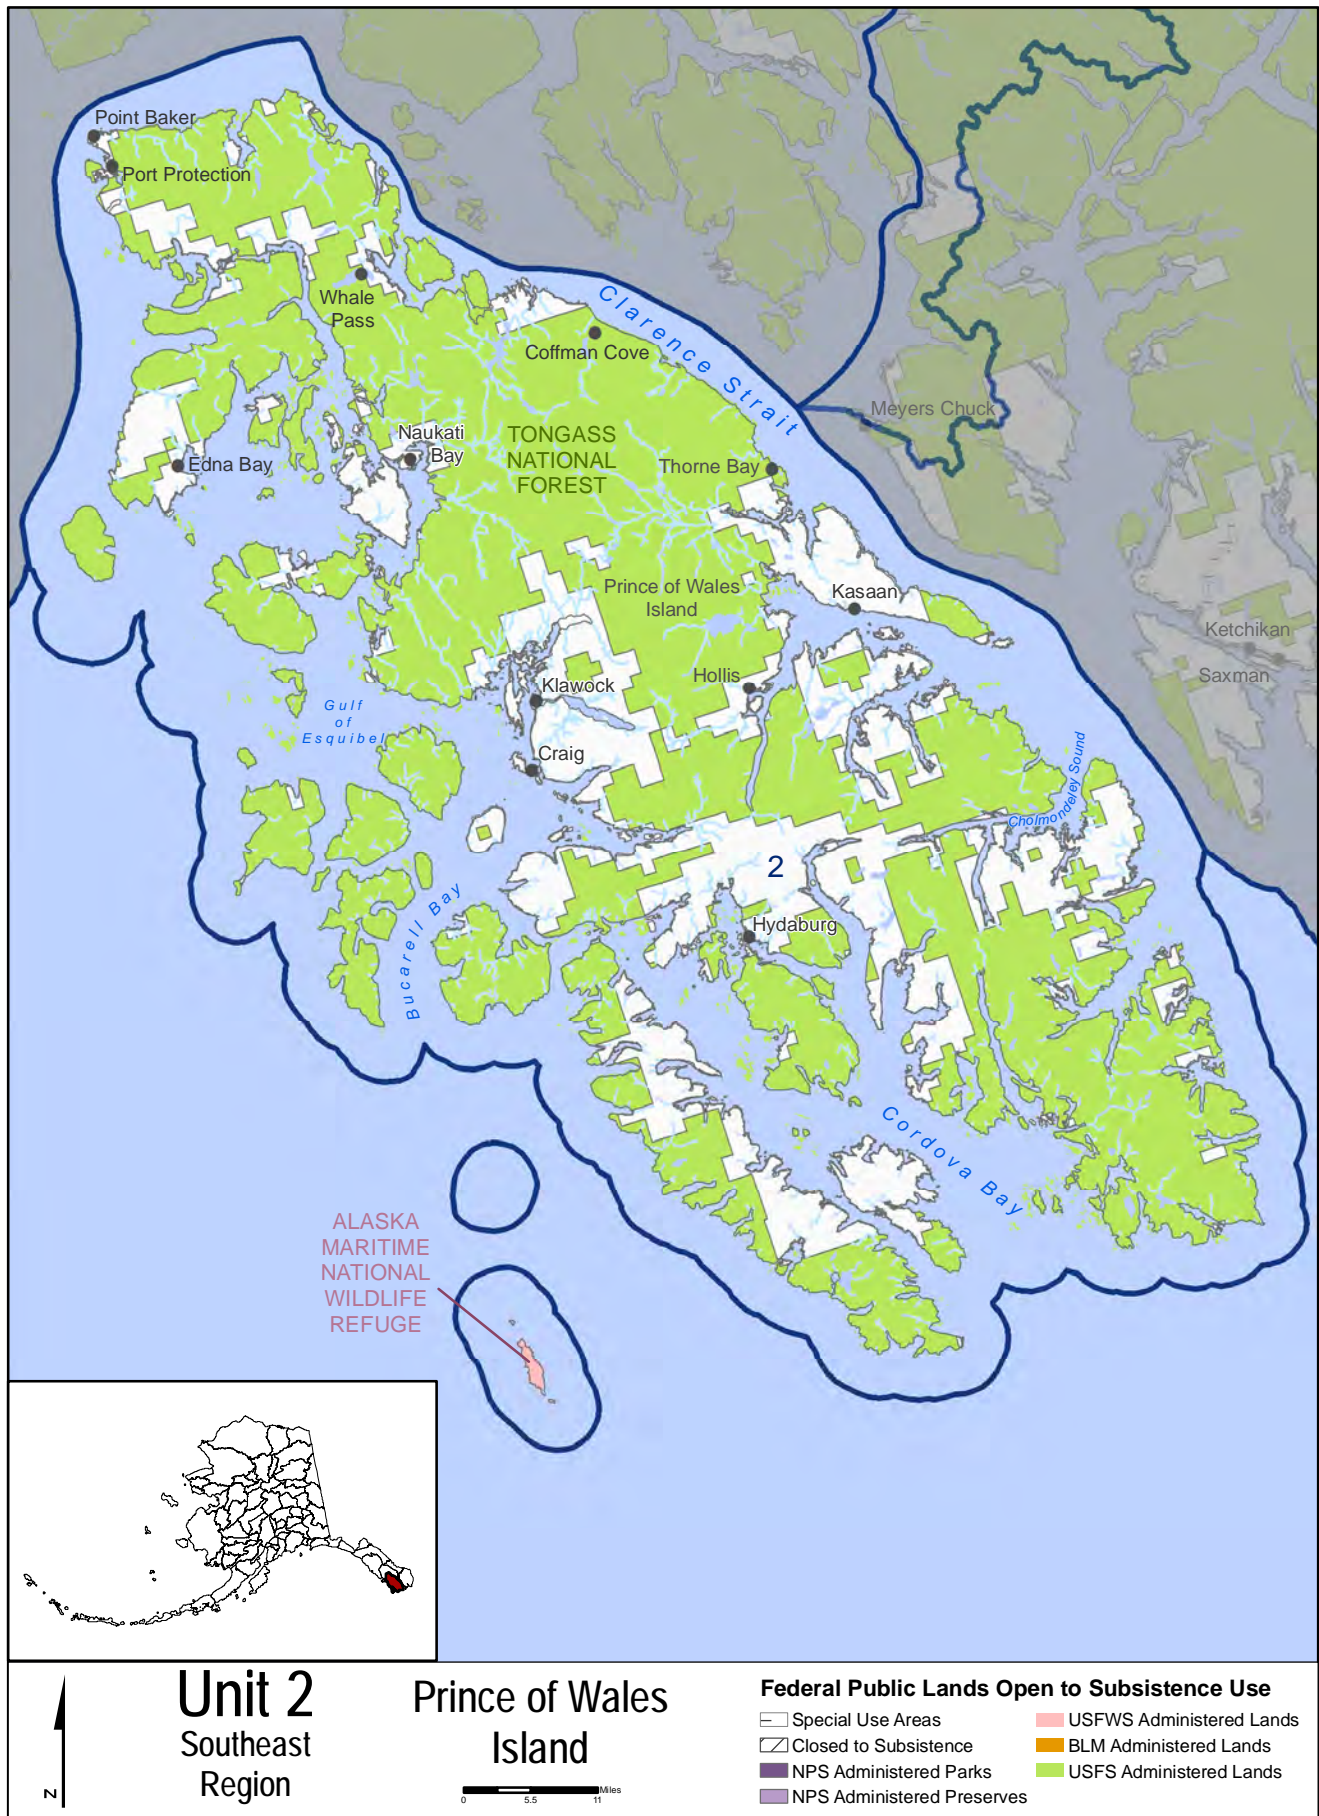 Point Baker
Port Protection
Whale
Pass
Clarence Strait
Coffman Cove
Meyers Chuck
Naukati
Bay
TONGASS
NATIONAL
FOREST
Edna Bay
Thorne Bay
Prince of Wales
Island
Kasaan
Ketchikan
Saxman
Hollis
Klawock
Gulf
of
Esquibel
Craig
Cholmondeley Sound
2
Bucarell Bay
Hydaburg
Cordova Bay
ALASKA
MARITIME
NATIONAL
WILDLIFE
REFUGE
N
Unit 2
Southeast
Region
Prince of Wales
Island
Miles
0 5.5 11
Federal Public Lands Open to Subsistence Use
Special Use Areas
Closed to Subsistence
NPS Administered Parks
NPS Administered Preserves
USFWS Administered Lands
BLM Administered Lands
USFS Administered Lands